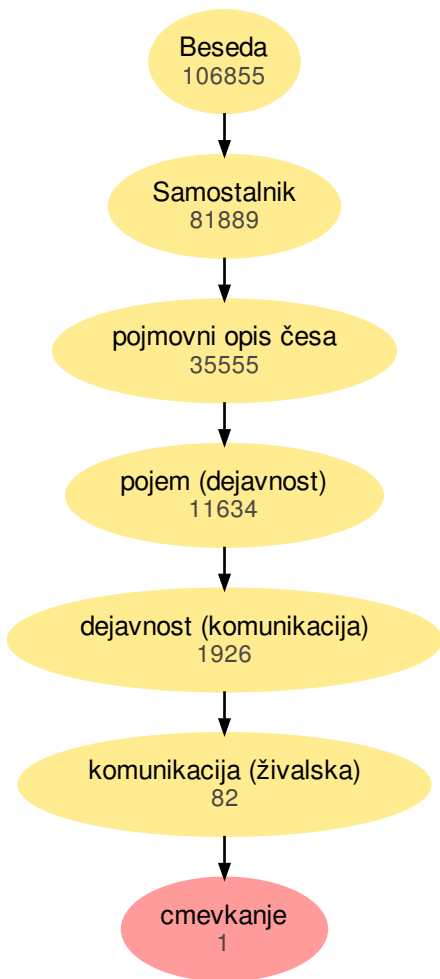 Beseda
106855
Samostalnik
81889
pojmovni opis česa
35555
pojem (dejavnost)
11634
dejavnost (komunikacija)
1926
komunikacija (živalska)
82
cmevkanje
1